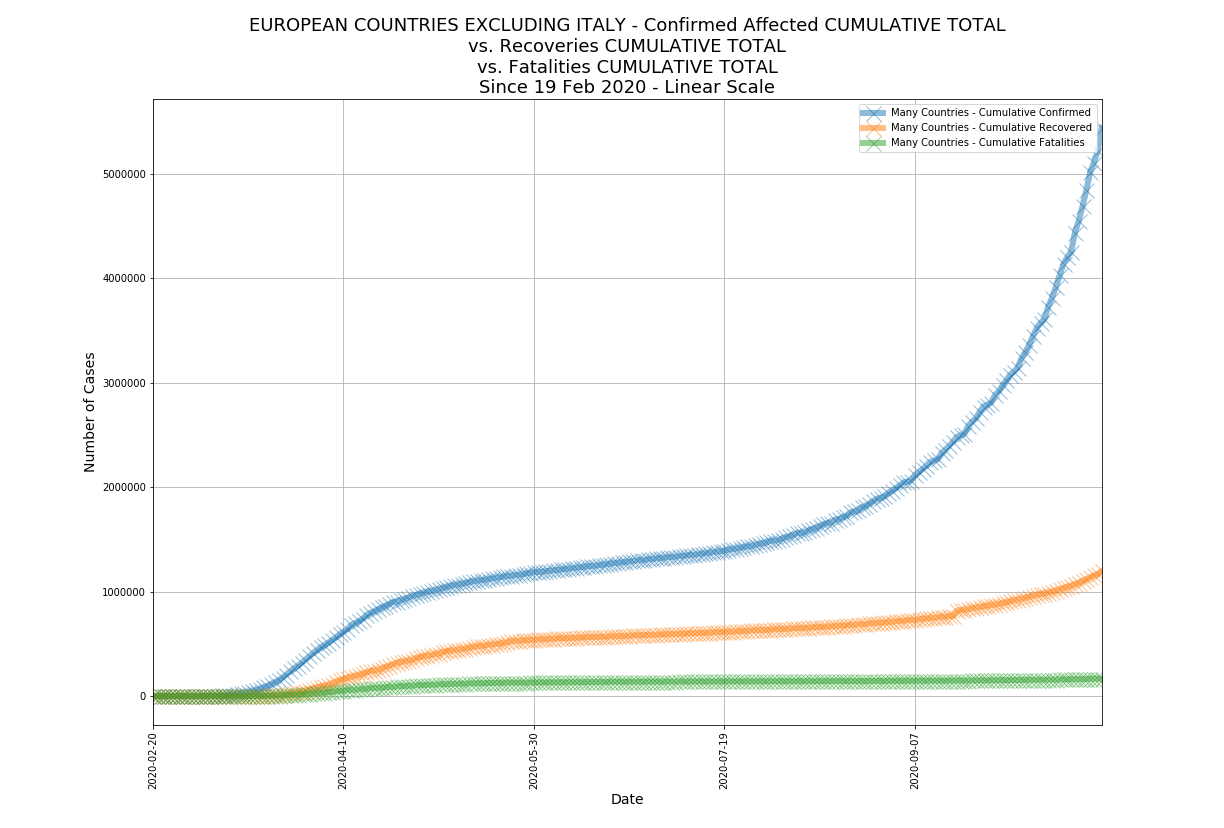 EUROPEAN COUNTRIES EXCLUDING ITALY - Confirmed Affected CUMULATIVE TOTAL
vs. Recoveries CUMULATIVE TOTAL
vs. Fatalities CUMULATIVE TOTAL
Since 19 Feb 2020 - Linear Scale
Many Countries - Cumulative Confirmed
Many Countries - Cumulative Recovered
Many Countries - Cumulative Fatalities
Number of Cases
5000000
4000000
3000000
2000000
1000000
0
2020-02-20
2020-04-10
2020-05-30
2020-07-19
2020-09-07
Date